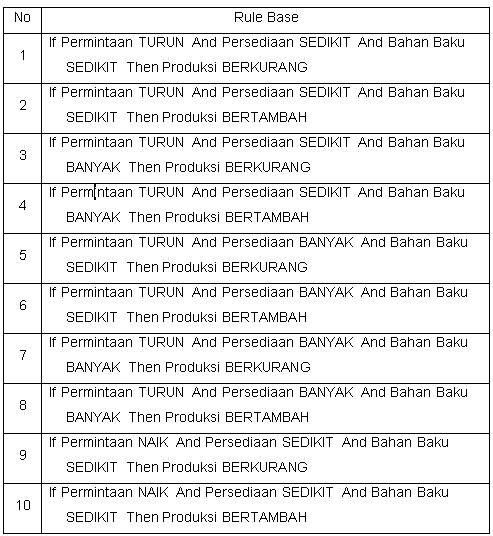 No Rule Base
1 If Permintaan TURUN And Persediaan SEDIKIT And Bahan Baku
SEDIKIT Then Produksi BERKURANG
2 If Permintaan TURUN And Persediaan SEDIKIT And Bahan Baku
SEDIKIT Then Produksi BERTAMBAH
3 If Permintaan TURUN And Persediaan SEDIKIT And Bahan Baku
BANYAK Then Produksi BERKURANG
4 If Permintaan TURUN And Persediaan SEDIKIT And Bahan Baku
BANYAK Then Produksi BERTAMBAH
5 If Permintaan TURUN And Persediaan BANYAK And Bahan Baku
SEDIKIT Then Produksi BERKURANG
6 If Permintaan TURUN And Persediaan BANYAK And Bahan Baku
SEDIKIT Then Produksi BERTAMBAH
7 If Permintaan TURUN And Persediaan BANYAK And Bahan Baku
BANYAK Then Produksi BERKURANG
8 If Permintaan TURUN And Persediaan BANYAK And Bahan Baku
BANYAK Then Produksi BERTAMBAH
9 If Permintaan NAIK And Persediaan SEDIKIT And Bahan Baku
SEDIKIT Then Produksi BERKURANG
10 If Permintaan NAIK And Persediaan SEDIKIT And Bahan Baku
SEDIKIT Then Produksi BERTAMBAH